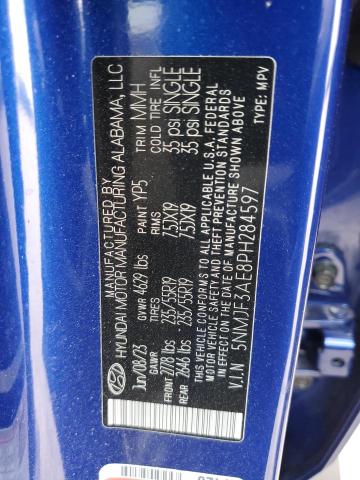 HYUNDAI MOTOR MANUFACTURING ALABAMA, LLC
Jun/08/23 GVWR 4629 lbs PAINT YP5 TRIM MMH
GAWR TIRES RIMS COLD TIRE INFL
FRONT 2778 lbs 235/55R19 7.5JX19 35 psi SINGLE
REAR 2646 lbs 235/55R19 7.5JX19 35 psi SINGLE
THIS VEHICLE CONFORMS TO ALL APPLICABLE U.S.A. FEDERAL
MOTOR VEHICLE SAFETY, BUMPER, AND THEFT PREVENTION STANDARDS
IN EFFECT ON THE DATE OF MANUFACTURE SHOWN ABOVE.
V.I.N 5NMJF3AE8PH284597 TYPE: MPV